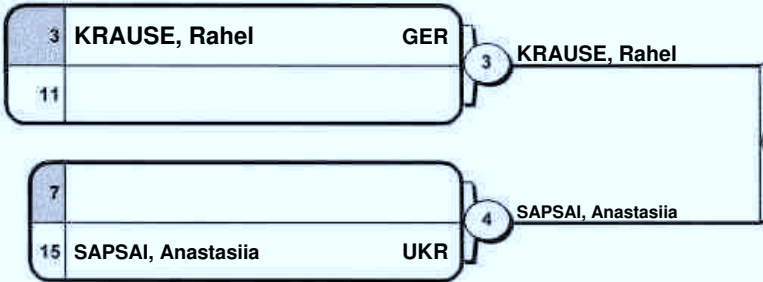 3 KRAUSE, Rahel GER
3 KRAUSE, Rahel
11
7
4 SAPSAI, Anastasiia
15 SAPSAI, Anastasiia UKR